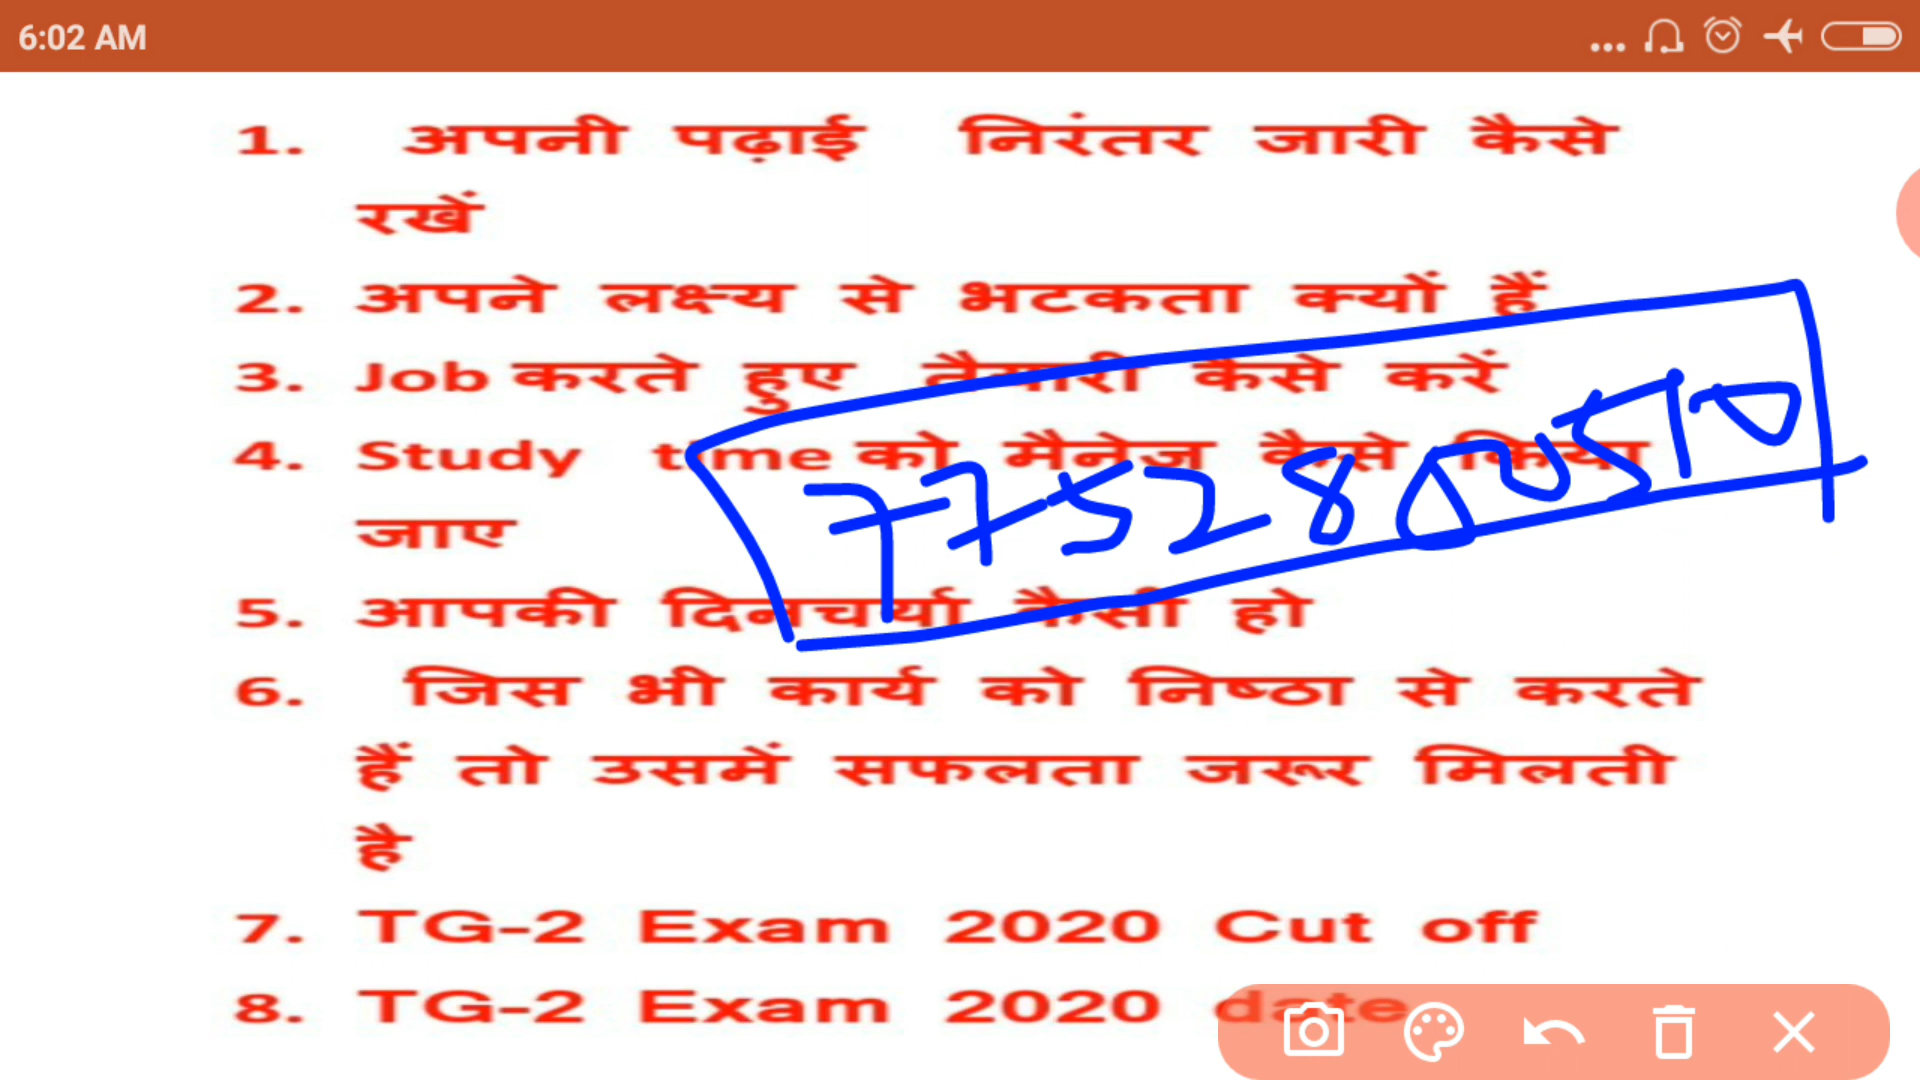 6:02 AM
1. अपनी पढ़ाई निरंतर जारी कैसे
रखें
2. अपने लक्ष्य से भटकता क्यों हैं
3. Job करते हुए तैयारी कैसे करें
4. Study time को मैनेज कैसे किया
जाए
7752800510
5. आपकी दिनचर्या कैसी हो
6. जिस भी कार्य को निष्ठा से करते
हैं तो उसमें सफलता जरूर मिलती
है
7. TG-2 Exam 2020 Cut off
8. TG-2 Exam 2020 date